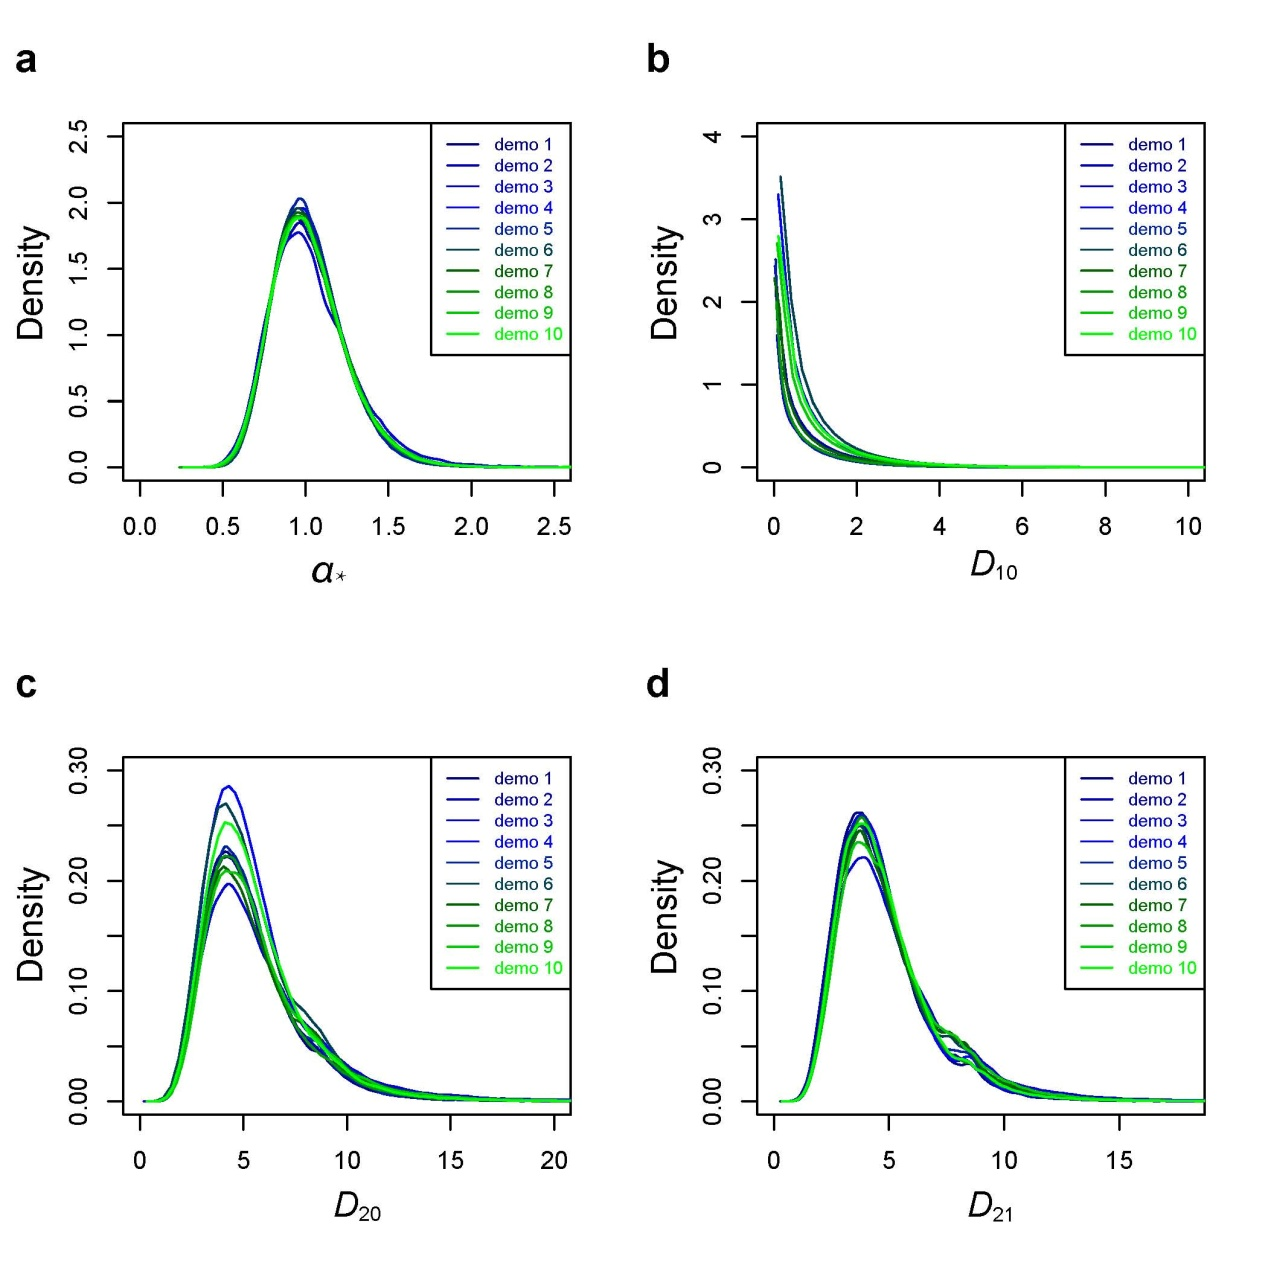 a
Density
2.5
2.0
1.5
1.0
0.5
0.0
demo 1
demo 2
demo 3
demo 4
demo 5
demo 6
demo 7
demo 8
demo 9
demo 10
0.0 0.5 1.0 1.5 2.0 2.5
α*
b
Density
4
3
2
1
0
demo 1
demo 2
demo 3
demo 4
demo 5
demo 6
demo 7
demo 8
demo 9
demo 10
0 2 4 6 8 10
D10
c
Density
0.30
0.20
0.10
0.00
demo 1
demo 2
demo 3
demo 4
demo 5
demo 6
demo 7
demo 8
demo 9
demo 10
0 5 10 15 20
D20
d
Density
0.30
0.20
0.10
0.00
demo 1
demo 2
demo 3
demo 4
demo 5
demo 6
demo 7
demo 8
demo 9
demo 10
0 5 10 15
D21